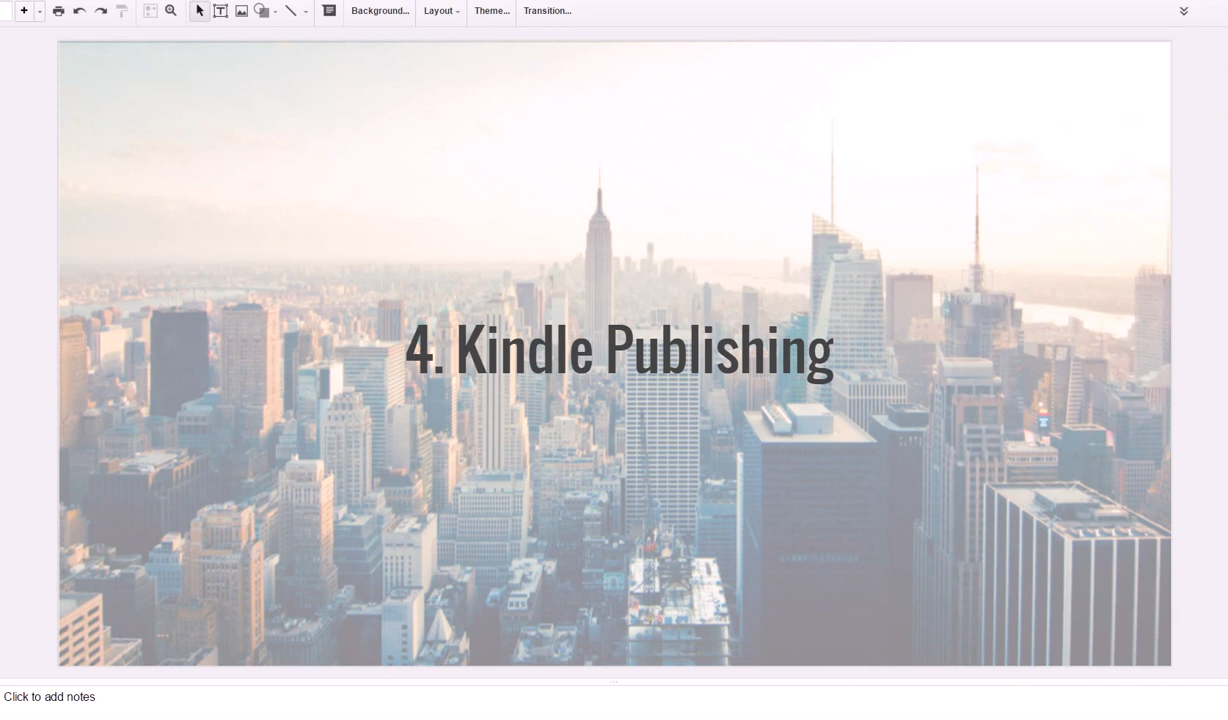 Background... Layout Theme... Transition...
4. Kindle Publishing
Click to add notes